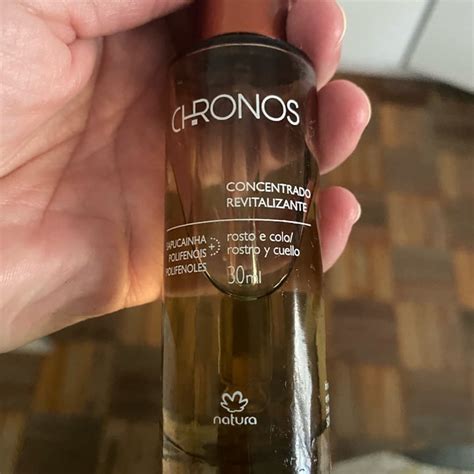 CHRONOS
CONCENTRADO
REVITALIZANTE
SAPUCAINHA
POLIFENÓIS
POLIFENOLES
+
rosto e colo/
rostro y cuello
30ml
natura